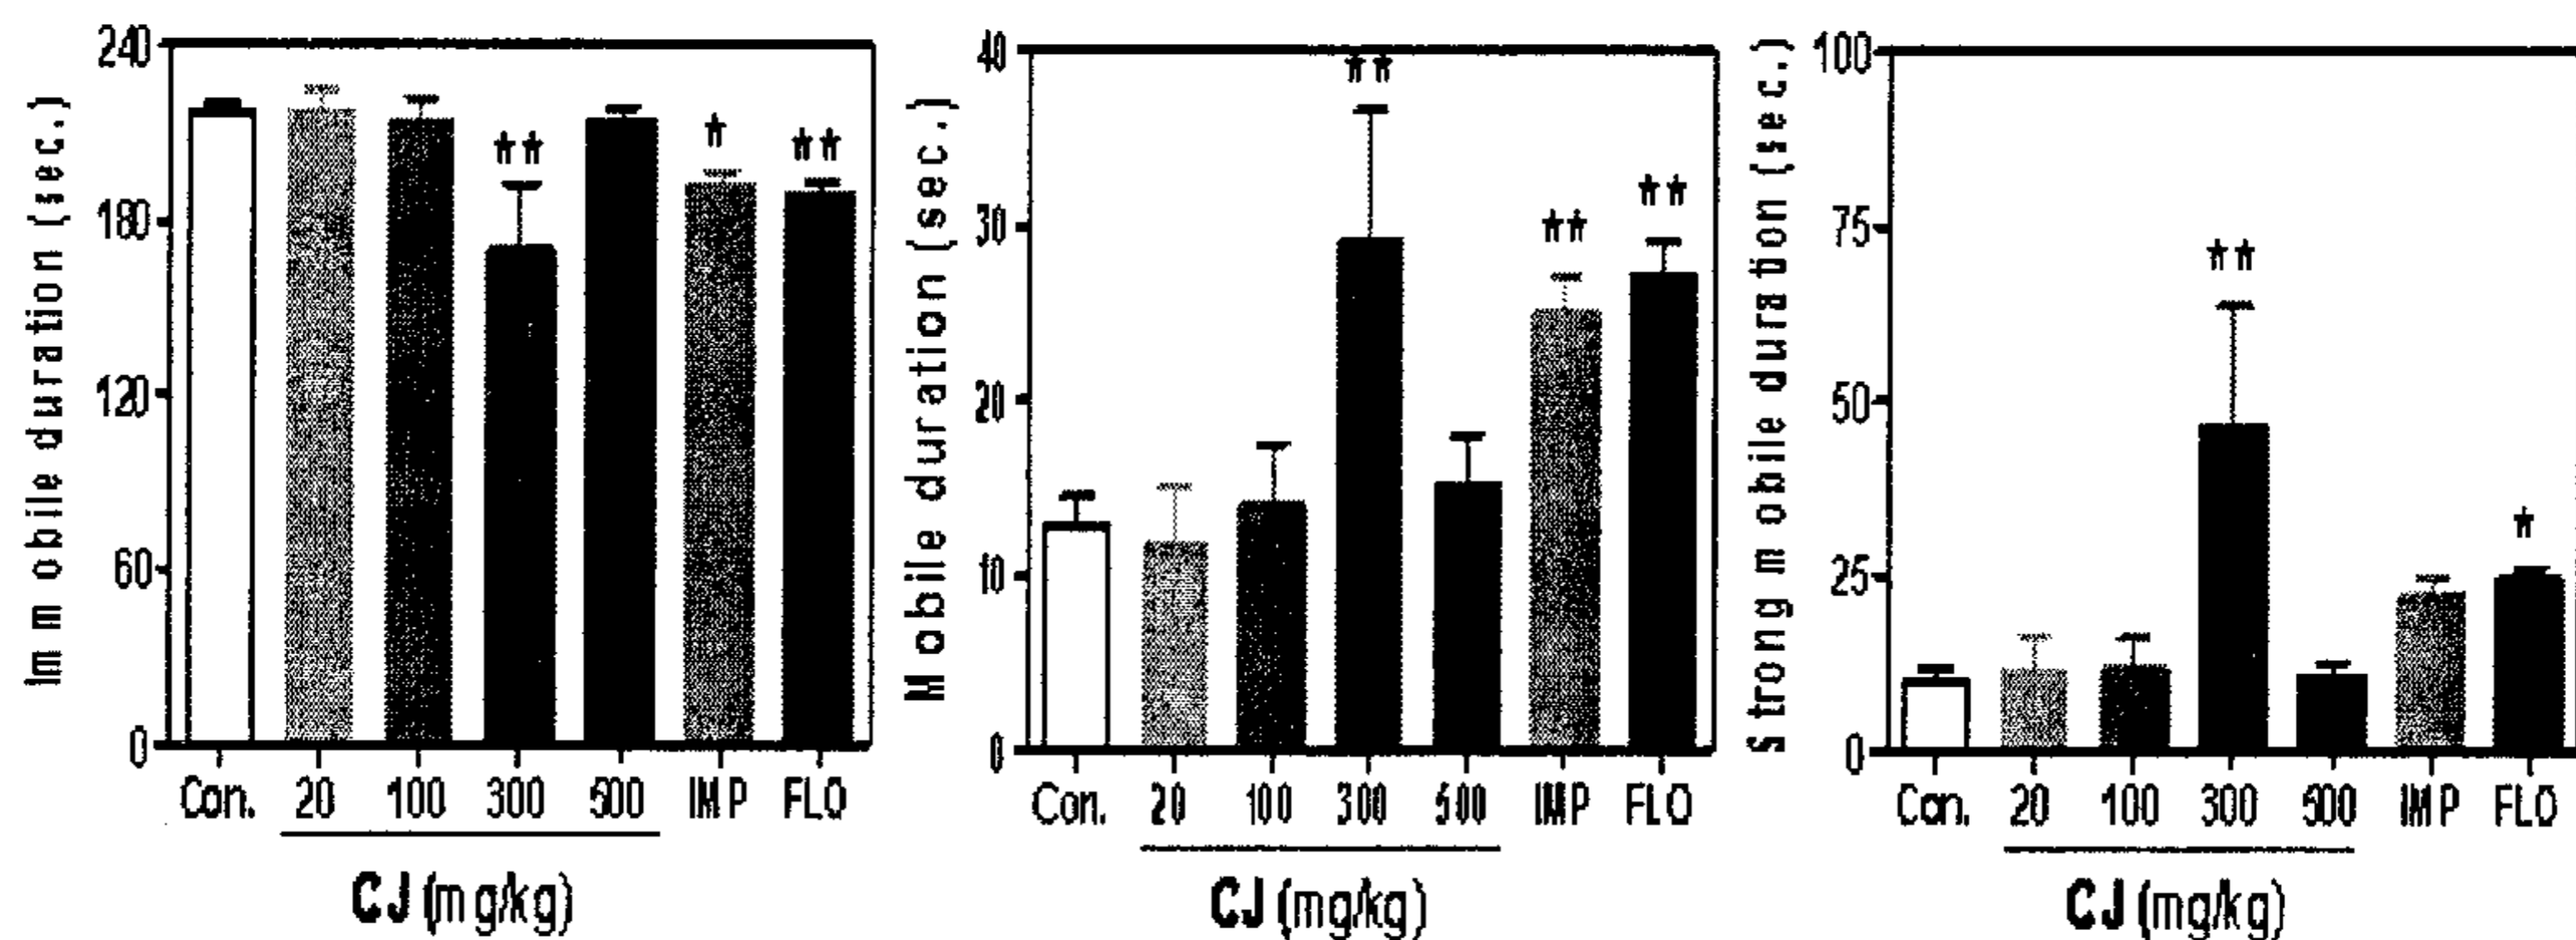 Immobile duration (sec.)
240
180
120
60
0
**
*
**
Con. 20 100 300 500 IMP FLO
CJ (mg/kg)
Mobile duration (sec.)
40
30
20
10
0
**
**
**
Con. 20 100 300 500 IMP FLO
CJ (mg/kg)
Strong mobile duration (sec.)
100
75
50
25
0
**
*
Con. 20 100 300 500 IMP FLO
CJ (mg/kg)